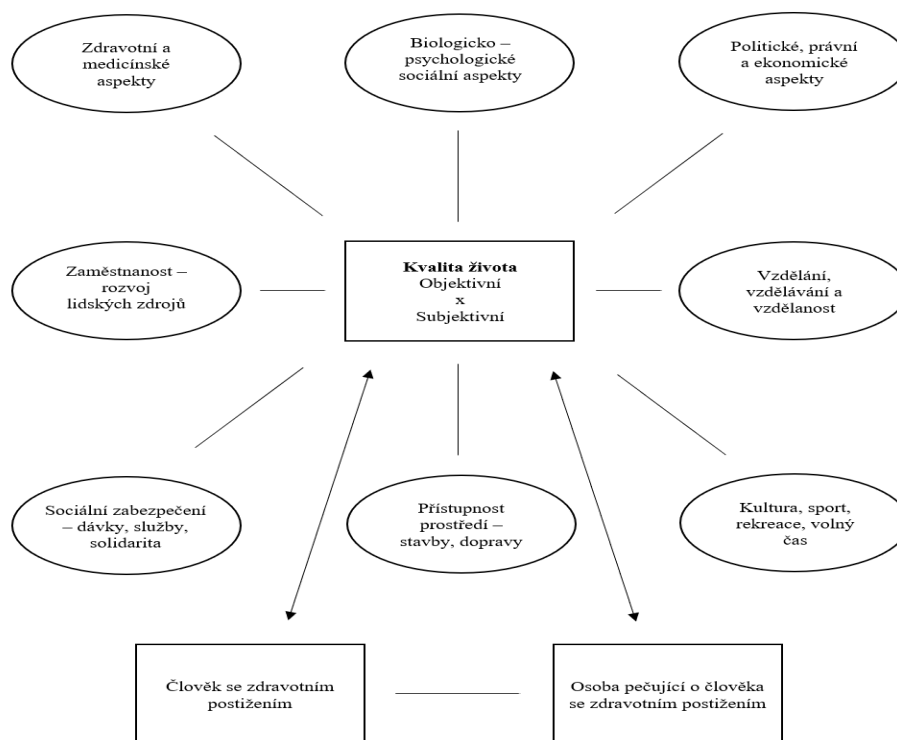 Zdravotní a
medicínské
aspekty
Biologicko –
psychologické
sociální aspekty
Politické, právní
a ekonomické
aspekty
Zaměstnanost –
rozvoj
lidských zdrojů
Kvalita života
Objektivní
x
Subjektivní
Vzdělání,
vzdělávání a
vzdělanost
Sociální zabezpečení
– dávky, služby,
solidarita
Přístupnost
prostředí –
stavby, dopravy
Kultura, sport,
rekreace, volný
čas
Člověk se zdravotním
postižením
Osoba pečující o člověka
se zdravotním postižením